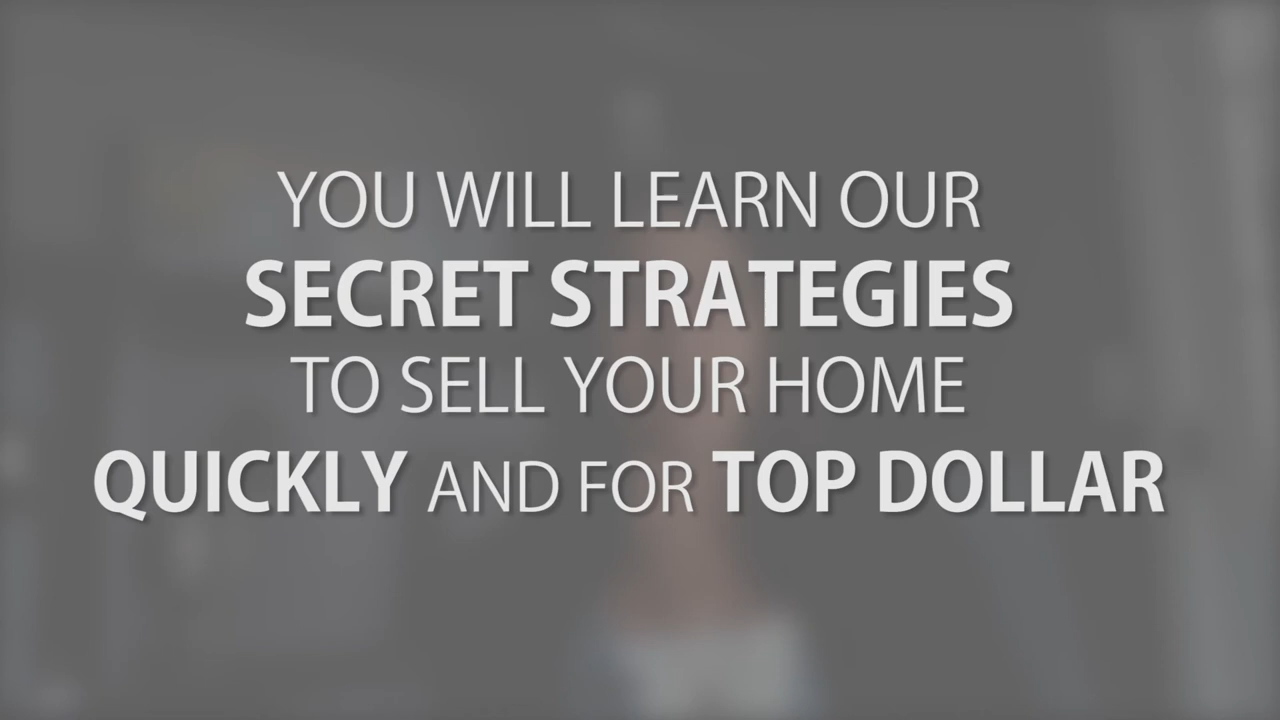 YOU WILL LEARN OUR
SECRET STRATEGIES
TO SELL YOUR HOME
QUICKLY AND FOR TOP DOLLAR